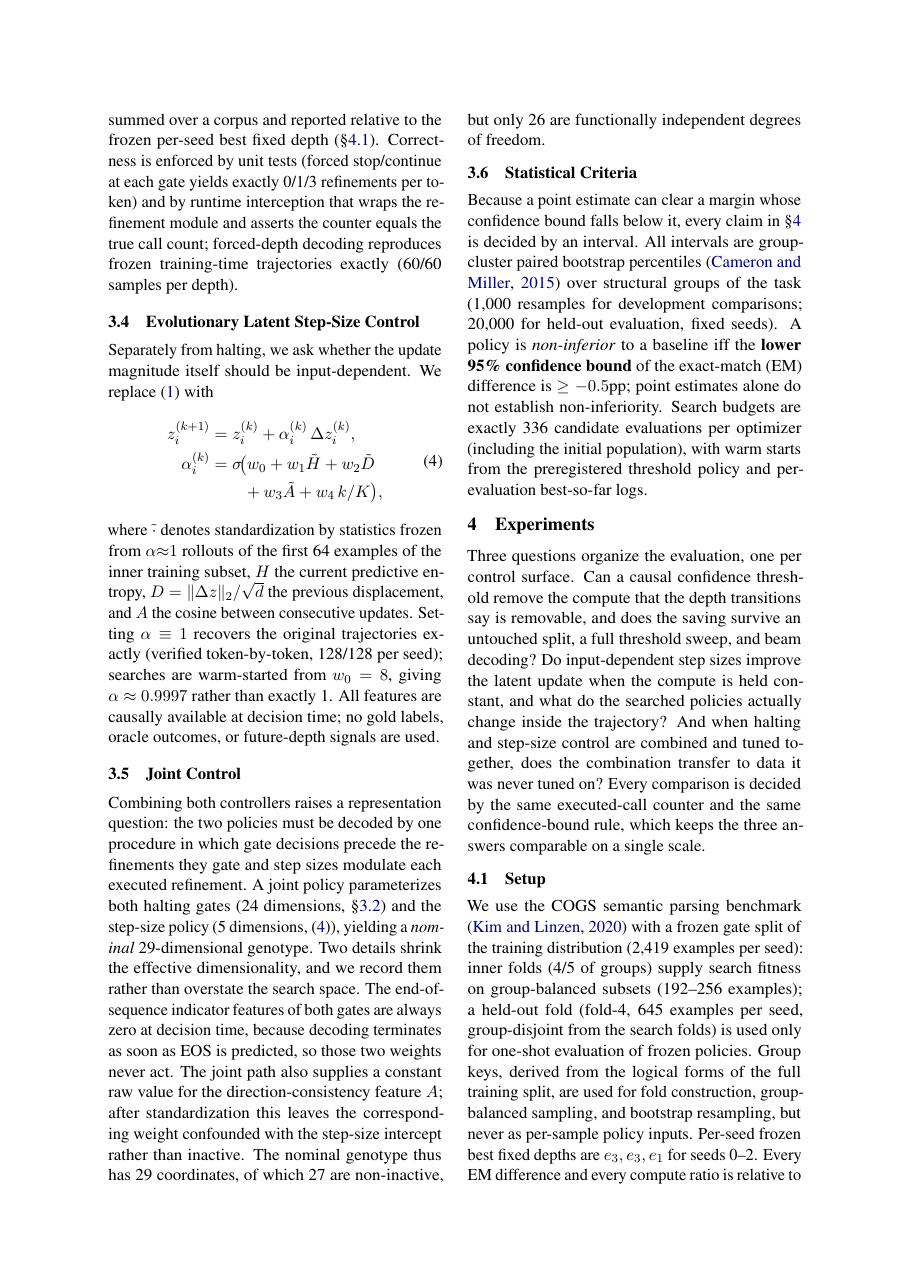 summed over a corpus and reported relative to the
frozen per-seed best fixed depth (§4.1). Correct-
ness is enforced by unit tests (forced stop/continue
at each gate yields exactly 0/1/3 refinements per to-
ken) and by runtime interception that wraps the re-
finement module and asserts the counter equals the
true call count; forced-depth decoding reproduces
frozen training-time trajectories exactly (60/60
samples per depth).
3.4 Evolutionary Latent Step-Size Control
Separately from halting, we ask whether the update
magnitude itself should be input-dependent. We
replace (1) with
z_i^{(k+1)} = z_i^{(k)} + α_i^{(k)} Δz_i^{(k)},
α_i^{(k)} = σ(w_0 + w_1 H̃ + w_2 D̃
+ w_3 Ã + w_4 k/K),
(4)
where ·̃ denotes standardization by statistics frozen
from α≈1 rollouts of the first 64 examples of the
inner training subset, H the current predictive en-
tropy, D = ‖Δz‖_2/√d the previous displacement,
and A the cosine between consecutive updates. Set-
ting α ≡ 1 recovers the original trajectories ex-
actly (verified token-by-token, 128/128 per seed);
searches are warm-started from w_0 = 8, giving
α ≈ 0.9997 rather than exactly 1. All features are
causally available at decision time; no gold labels,
oracle outcomes, or future-depth signals are used.
3.5 Joint Control
Combining both controllers raises a representation
question: the two policies must be decoded by one
procedure in which gate decisions precede the re-
finements they gate and step sizes modulate each
executed refinement. A joint policy parameterizes
both halting gates (24 dimensions, §3.2) and the
step-size policy (5 dimensions, (4)), yielding a nom-
inal 29-dimensional genotype. Two details shrink
the effective dimensionality, and we record them
rather than overstate the search space. The end-of-
sequence indicator features of both gates are always
zero at decision time, because decoding terminates
as soon as EOS is predicted, so those two weights
never act. The joint path also supplies a constant
raw value for the direction-consistency feature A;
after standardization this leaves the correspond-
ing weight confounded with the step-size intercept
rather than inactive. The nominal genotype thus
has 29 coordinates, of which 27 are non-inactive,
but only 26 are functionally independent degrees
of freedom.
3.6 Statistical Criteria
Because a point estimate can clear a margin whose
confidence bound falls below it, every claim in §4
is decided by an interval. All intervals are group-
cluster paired bootstrap percentiles (Cameron and
Miller, 2015) over structural groups of the task
(1,000 resamples for development comparisons;
20,000 for held-out evaluation, fixed seeds). A
policy is non-inferior to a baseline iff the lower
95% confidence bound of the exact-match (EM)
difference is ≥ −0.5pp; point estimates alone do
not establish non-inferiority. Search budgets are
exactly 336 candidate evaluations per optimizer
(including the initial population), with warm starts
from the preregistered threshold policy and per-
evaluation best-so-far logs.
4 Experiments
Three questions organize the evaluation, one per
control surface. Can a causal confidence thresh-
old remove the compute that the depth transitions
say is removable, and does the saving survive an
untouched split, a full threshold sweep, and beam
decoding? Do input-dependent step sizes improve
the latent update when the compute is held con-
stant, and what do the searched policies actually
change inside the trajectory? And when halting
and step-size control are combined and tuned to-
gether, does the combination transfer to data it
was never tuned on? Every comparison is decided
by the same executed-call counter and the same
confidence-bound rule, which keeps the three an-
swers comparable on a single scale.
4.1 Setup
We use the COGS semantic parsing benchmark
(Kim and Linzen, 2020) with a frozen gate split of
the training distribution (2,419 examples per seed):
inner folds (4/5 of groups) supply search fitness
on group-balanced subsets (192–256 examples);
a held-out fold (fold-4, 645 examples per seed,
group-disjoint from the search folds) is used only
for one-shot evaluation of frozen policies. Group
keys, derived from the logical forms of the full
training split, are used for fold construction, group-
balanced sampling, and bootstrap resampling, but
never as per-sample policy inputs. Per-seed frozen
best fixed depths are e_3, e_3, e_1 for seeds 0–2. Every
EM difference and every compute ratio is relative to